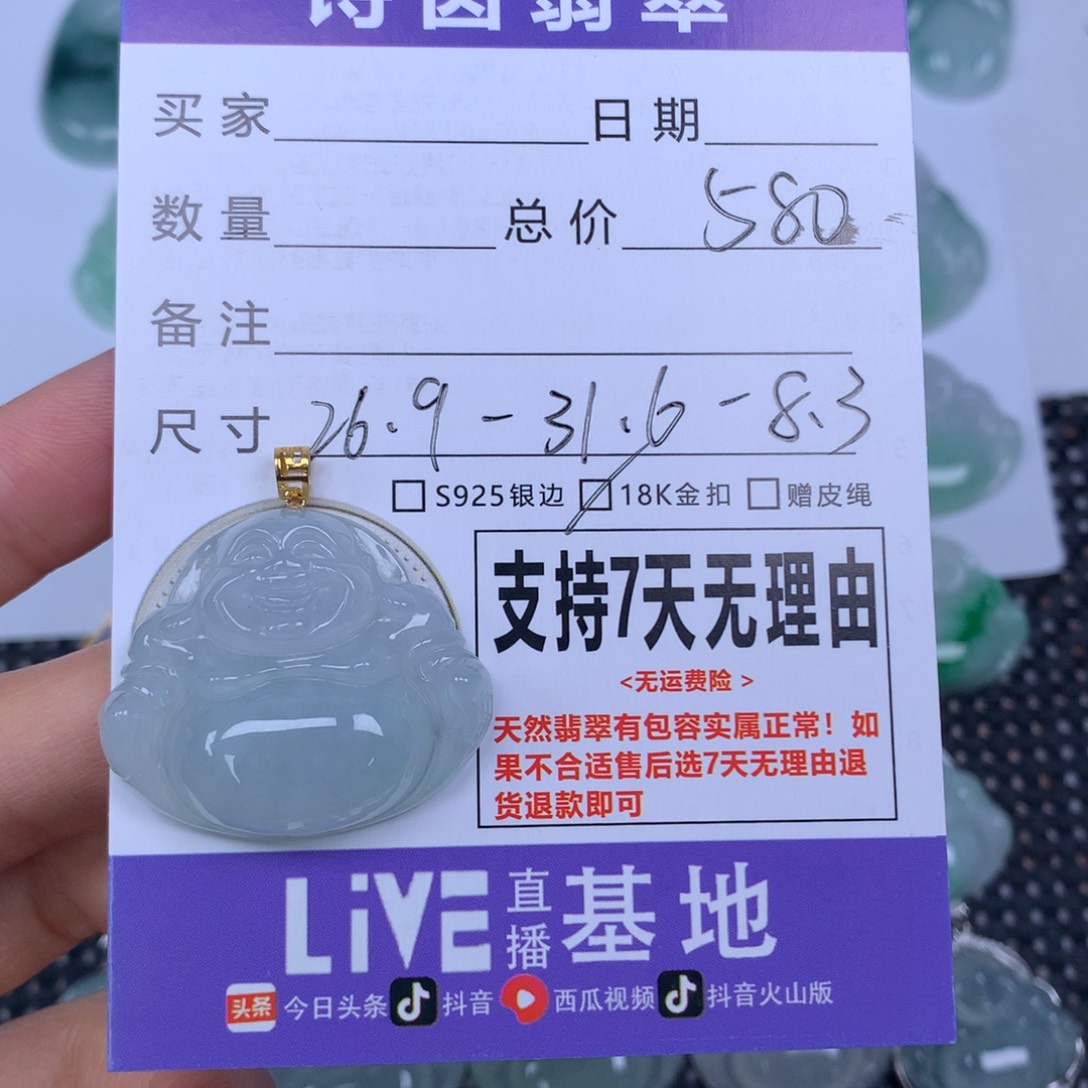 诗茵翡翠
买家 日期
数量 总价 580
备注
尺寸 26.9-31.6-8.3
S925银边 18K金扣 赠皮绳
支持7天无理由
<无运费险>
天然翡翠有包容实属正常！如
果不合适售后选7天无理由退
货退款即可
LiVE 直播 基地
头条 今日头条 抖音 西瓜视频 抖音火山版